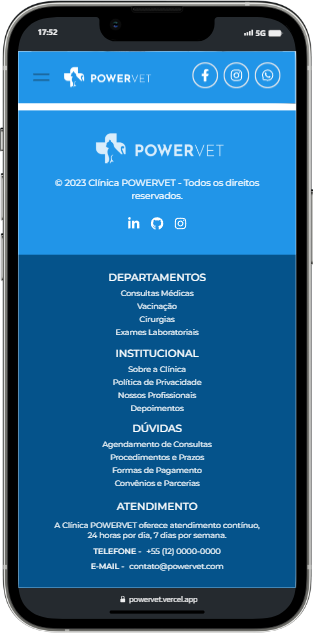 17:52
5G
POWERVET
POWERVET
© 2023 Clínica POWERVET - Todos os direitos
reservados.
DEPARTAMENTOS
Consultas Médicas
Vacinação
Cirurgias
Exames Laboratoriais
INSTITUCIONAL
Sobre a Clínica
Política de Privacidade
Nossos Profissionais
Depoimentos
DÚVIDAS
Agendamento de Consultas
Procedimentos e Prazos
Formas de Pagamento
Convênios e Parcerias
ATENDIMENTO
A Clínica POWERVET oferece atendimento contínuo,
24 horas por dia, 7 dias por semana.
TELEFONE - +55 (12) 0000-0000
E-MAIL - contato@powervet.com
powervet.vercel.app